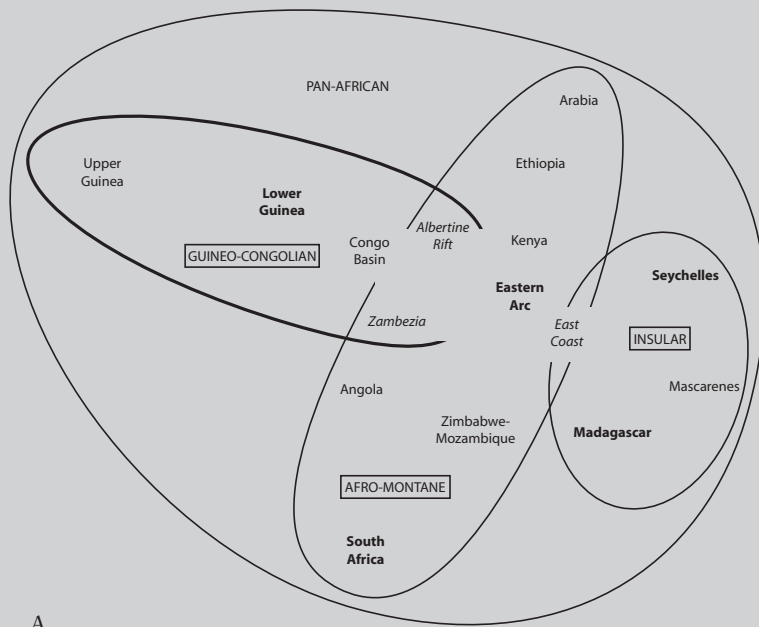 PAN-AFRICAN
Arabia
Upper
Guinea
Ethiopia
Lower
Guinea
Albertine
Rift
Congo
Basin
Kenya
GUINEO-CONGOLIAN
Eastern
Arc
Seychelles
Zambezia
East
Coast
INSULAR
Angola
Mascarenes
Zimbabwe-
Mozambique
Madagascar
AFRO-MONTANE
South
Africa
A